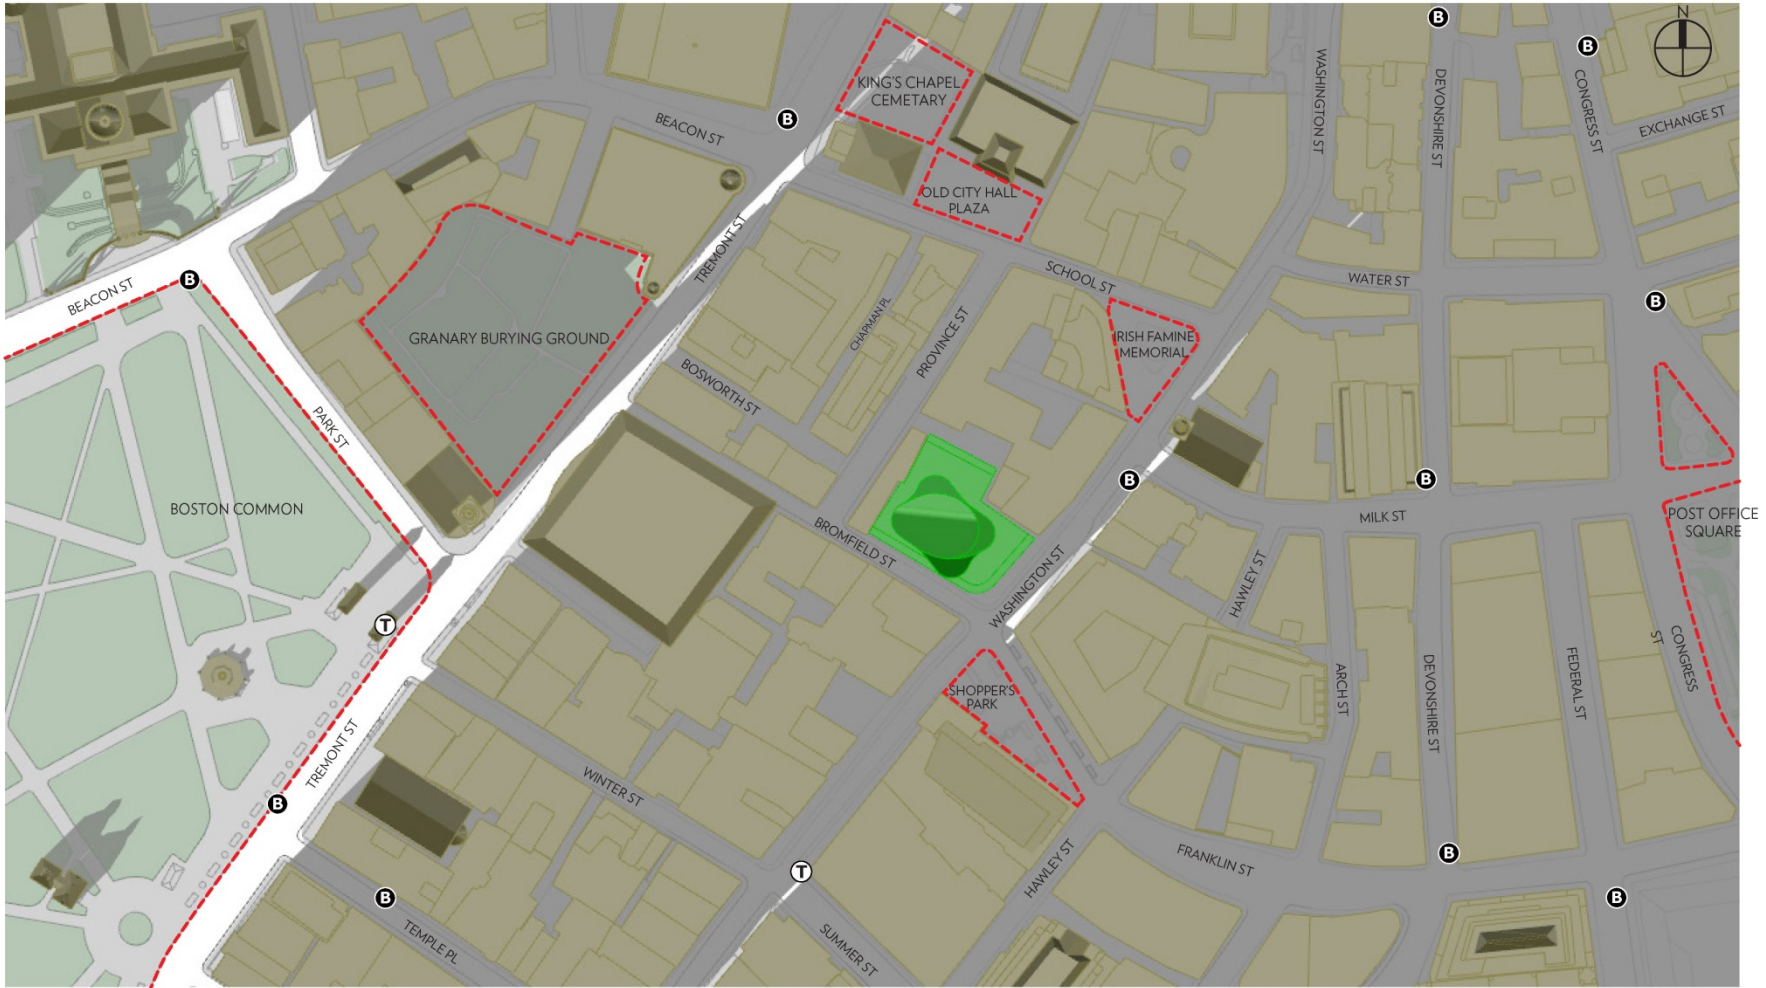 B
B
N
KING'S CHAPEL
CEMETARY
BEACON ST
B
WASHINGTON ST
DEVONSHIRE ST
CONGRESS ST
EXCHANGE ST
OLD CITY HALL
PLAZA
TREMONT ST
SCHOOL ST
WATER ST
BEACON ST
B
B
GRANARY BURYING GROUND
CHAPMAN PL
PROVINCE ST
IRISH FAMINE
MEMORIAL
BOSWORTH ST
PARK ST
BOSTON COMMON
B
B
MILK ST
POST OFFICE
SQUARE
BROMFIELD ST
WASHINGTON ST
HAWLEY ST
T
SHOPPER'S
PARK
ARCH ST
DEVONSHIRE ST
FEDERAL ST
CONGRESS
ST
TREMONT ST
B
WINTER ST
T
HAWLEY ST
FRANKLIN ST
B
B
B
TEMPLE PL
SUMMER ST